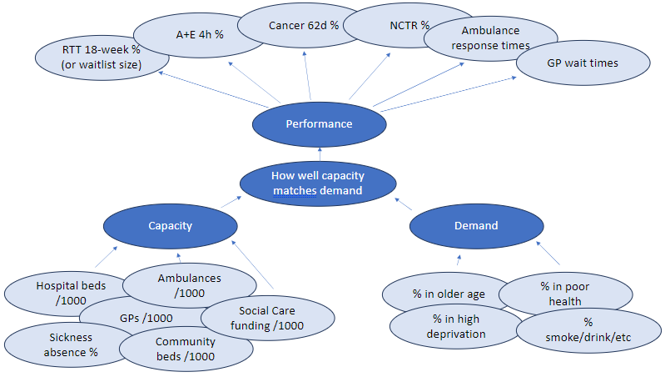 RTT 18-week %
(or waitlist size)
A+E 4h %
Cancer 62d %
NCTR %
Ambulance
response times
GP wait times
Performance
How well capacity
matches demand
Capacity
Demand
Hospital beds
/1000
Ambulances
/1000
GPs /1000
Social Care
funding /1000
Sickness
absence %
Community
beds /1000
% in older age
% in poor
health
% in high
deprivation
%
smoke/drink/etc